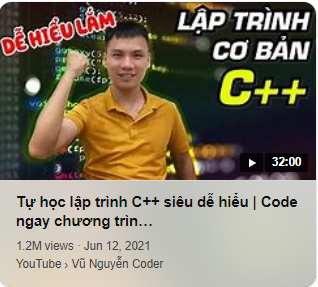 DỄ HIỂU LẮM
LẬP TRÌNH
CƠ BẢN
C++
32:00
Tự học lập trình C++ siêu dễ hiểu | Code
ngay chương trìn…
1.2M views · Jun 12, 2021
YouTube › Vũ Nguyễn Coder